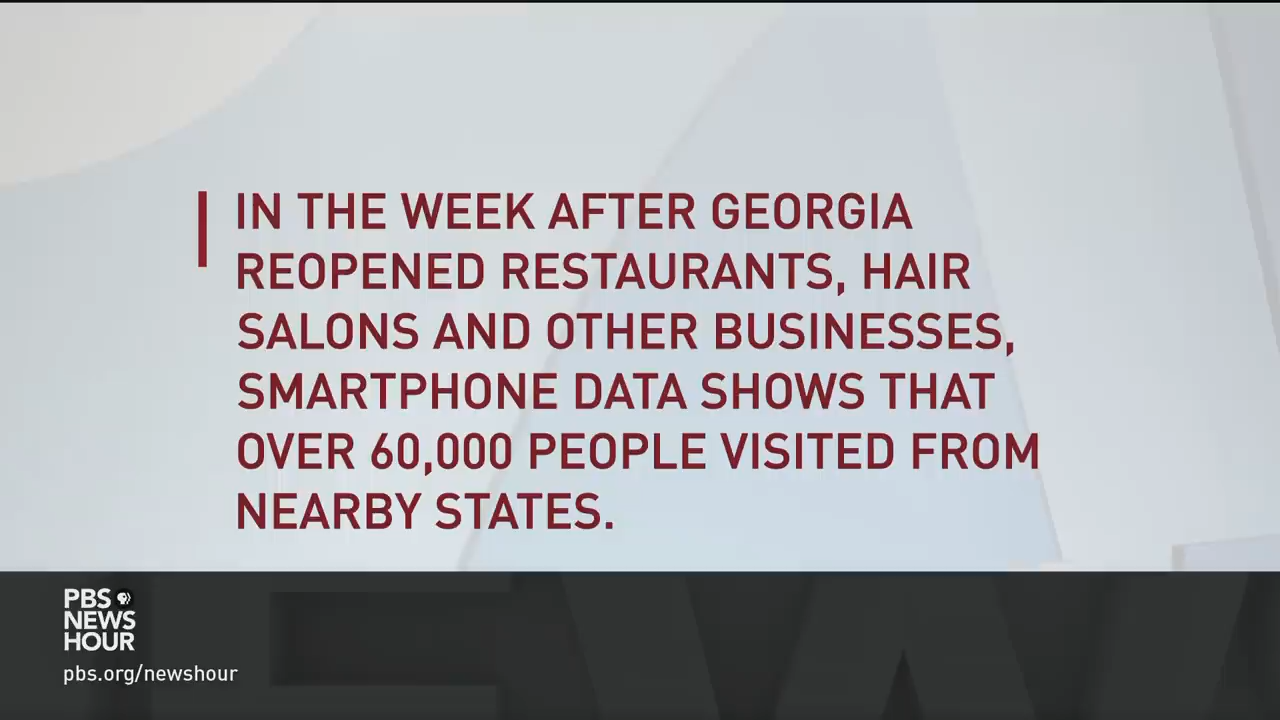 IN THE WEEK AFTER GEORGIA
REOPENED RESTAURANTS, HAIR
SALONS AND OTHER BUSINESSES,
SMARTPHONE DATA SHOWS THAT
OVER 60,000 PEOPLE VISITED FROM
NEARBY STATES.
PBS
NEWS
HOUR
pbs.org/newshour